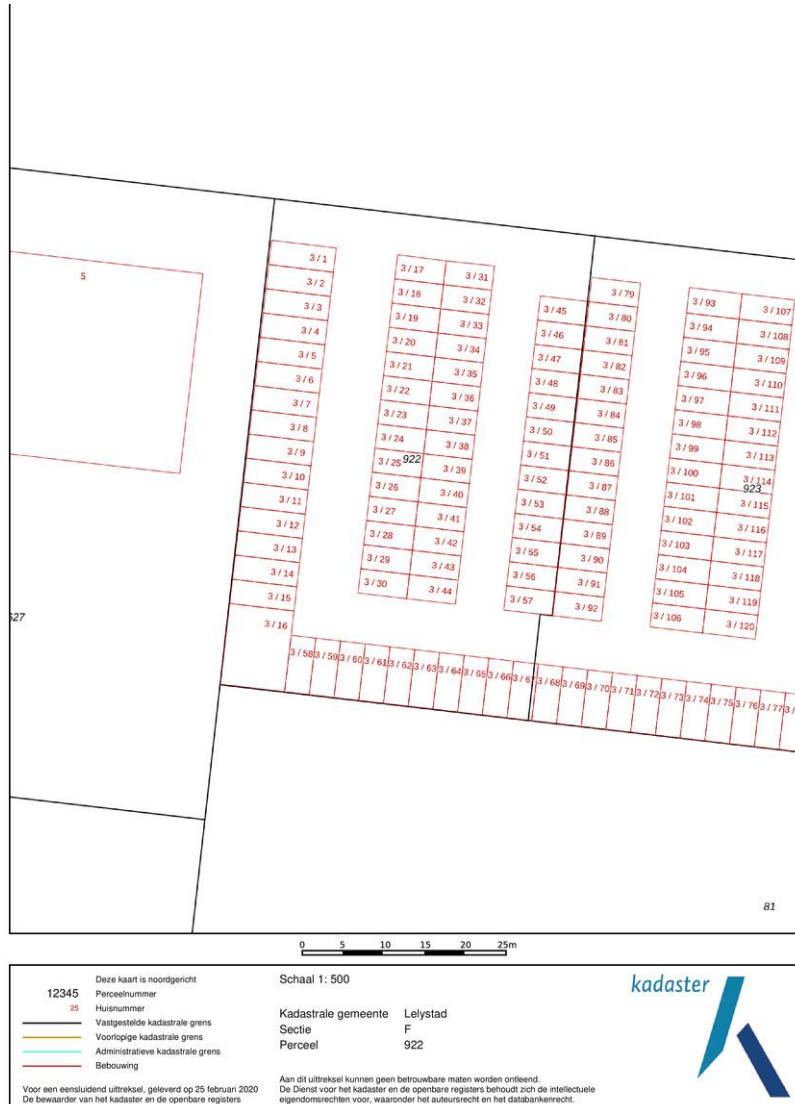 5
3 / 1
3 / 2
3 / 3
3 / 4
3 / 5
3 / 6
3 / 7
3 / 8
3 / 9
3 / 10
3 / 11
3 / 12
3 / 13
3 / 14
3 / 15
3 / 16
3 / 17
3 / 18
3 / 19
3 / 20
3 / 21
3 / 22
3 / 23
3 / 24
3 / 25
3 / 26
3 / 27
3 / 28
3 / 29
3 / 30
922
3 / 31
3 / 32
3 / 33
3 / 34
3 / 35
3 / 36
3 / 37
3 / 38
3 / 39
3 / 40
3 / 41
3 / 42
3 / 43
3 / 44
3 / 45
3 / 46
3 / 47
3 / 48
3 / 49
3 / 50
3 / 51
3 / 52
3 / 53
3 / 54
3 / 55
3 / 56
3 / 57
3 / 79
3 / 80
3 / 81
3 / 82
3 / 83
3 / 84
3 / 85
3 / 86
3 / 87
3 / 88
3 / 89
3 / 90
3 / 91
3 / 92
3 / 93
3 / 94
3 / 95
3 / 96
3 / 97
3 / 98
3 / 99
3 / 100
3 / 101
3 / 102
3 / 103
3 / 104
3 / 105
3 / 106
923
3 / 107
3 / 108
3 / 109
3 / 110
3 / 111
3 / 112
3 / 113
3 / 114
3 / 115
3 / 116
3 / 117
3 / 118
3 / 119
3 / 120
3 / 58 3 / 59 3 / 60 3 / 61 3 / 62 3 / 63 3 / 64 3 / 65 3 / 66 3 / 67 3 / 68 3 / 69 3 / 70 3 / 71 3 / 72 3 / 73 3 / 74 3 / 75 3 / 76 3 / 77 3 /
81
0 5 10 15 20 25m
Deze kaart is noordgericht
12345 Perceelnummer
25 Huisnummer
Vastgestelde kadastrale grens
Voorlopige kadastrale grens
Administratieve kadastrale grens
Bebouwing
Voor een eensluidend uittreksel, geleverd op 25 februari 2020
De bewaarder van het kadaster en de openbare registers
Schaal 1: 500
Kadastrale gemeente Lelystad
Sectie F
Perceel 922
Aan dit uittreksel kunnen geen betrouwbare maten worden ontleend.
De Dienst voor het kadaster en de openbare registers behoudt zich de intellectuele
eigendomsrechten voor, waaronder het auteursrecht en het databankenrecht.
kadaster